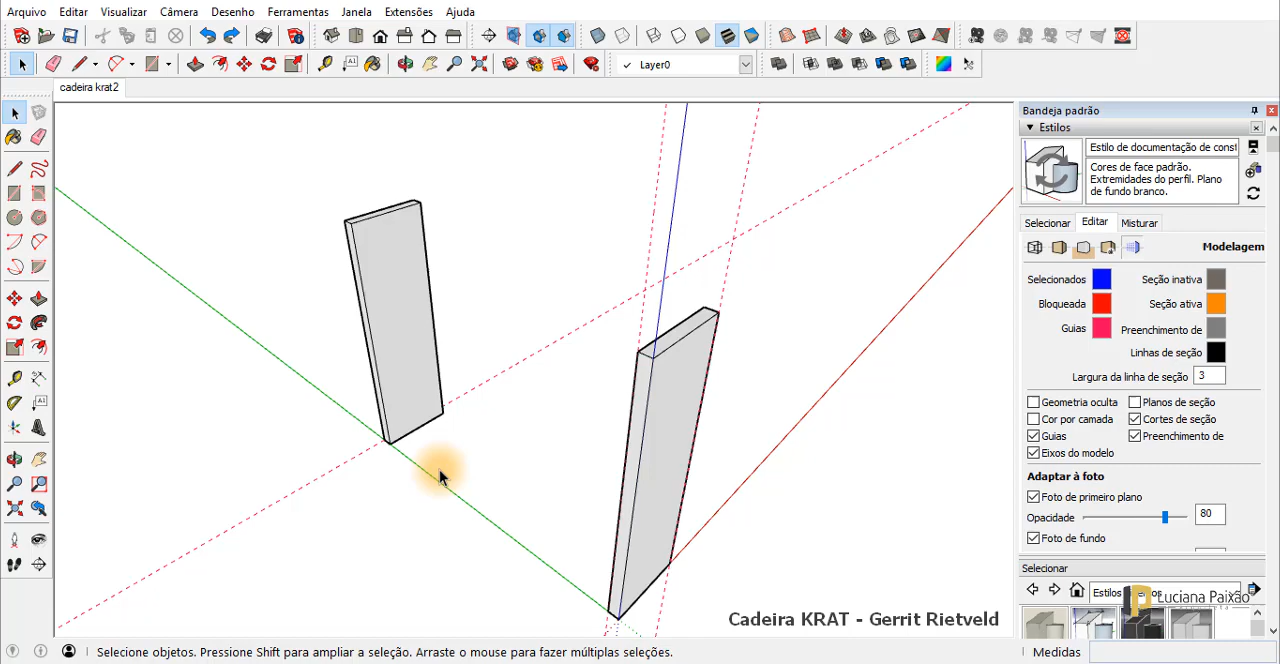 Arquivo Editar Visualizar Câmera Desenho Ferramentas Janela Extensões Ajuda
Layer0
cadeira krat2
Bandeja padrão
Estilos
Estilo de documentação de const
Cores de face padrão.
Extremidades do perfil. Plano
de fundo branco.
Selecionar Editar Misturar
Modelagem
Selecionados Seção inativa
Bloqueada Seção ativa
Guias Preenchimento de
Linhas de seção
Largura da linha de seção 3
Geometria oculta Planos de seção
Cor por camada Cortes de seção
Guias Preenchimento de
Eixos do modelo
Adaptar à foto
Foto de primeiro plano
Opacidade 80
Foto de fundo
Selecionar
Luciana Paixão
Cadeira KRAT - Gerrit Rietveld
Selecione objetos. Pressione Shift para ampliar a seleção. Arraste o mouse para fazer múltiplas seleções.
Medidas